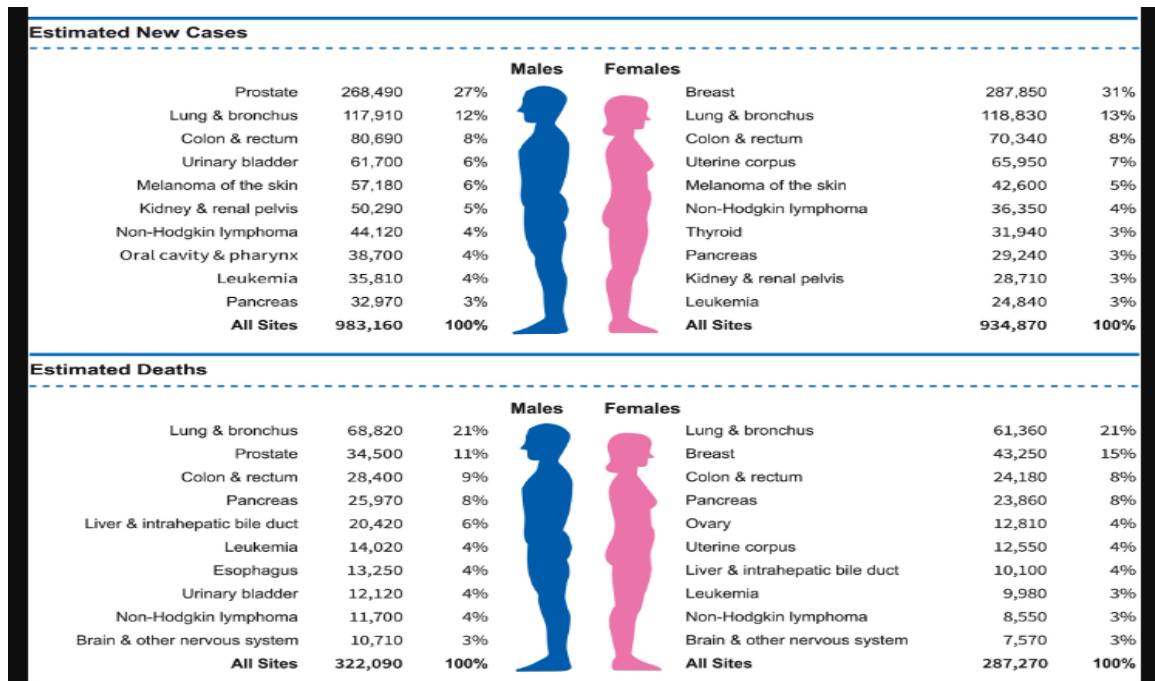 Estimated New Cases
Males Females
Prostate 268,490 27% Breast 287,850 31%
Lung & bronchus 117,910 12% Lung & bronchus 118,830 13%
Colon & rectum 80,690 8% Colon & rectum 70,340 8%
Urinary bladder 61,700 6% Uterine corpus 65,950 7%
Melanoma of the skin 57,180 6% Melanoma of the skin 42,600 5%
Kidney & renal pelvis 50,290 5% Non-Hodgkin lymphoma 36,350 4%
Non-Hodgkin lymphoma 44,120 4% Thyroid 31,940 3%
Oral cavity & pharynx 38,700 4% Pancreas 29,240 3%
Leukemia 35,810 4% Kidney & renal pelvis 28,710 3%
Pancreas 32,970 3% Leukemia 24,840 3%
All Sites 983,160 100% All Sites 934,870 100%
Estimated Deaths
Males Females
Lung & bronchus 68,820 21% Lung & bronchus 61,360 21%
Prostate 34,500 11% Breast 43,250 15%
Colon & rectum 28,400 9% Colon & rectum 24,180 8%
Pancreas 25,970 8% Pancreas 23,860 8%
Liver & intrahepatic bile duct 20,420 6% Ovary 12,810 4%
Leukemia 14,020 4% Uterine corpus 12,550 4%
Esophagus 13,250 4% Liver & intrahepatic bile duct 10,100 4%
Urinary bladder 12,120 4% Leukemia 9,980 3%
Non-Hodgkin lymphoma 11,700 4% Non-Hodgkin lymphoma 8,550 3%
Brain & other nervous system 10,710 3% Brain & other nervous system 7,570 3%
All Sites 322,090 100% All Sites 287,270 100%